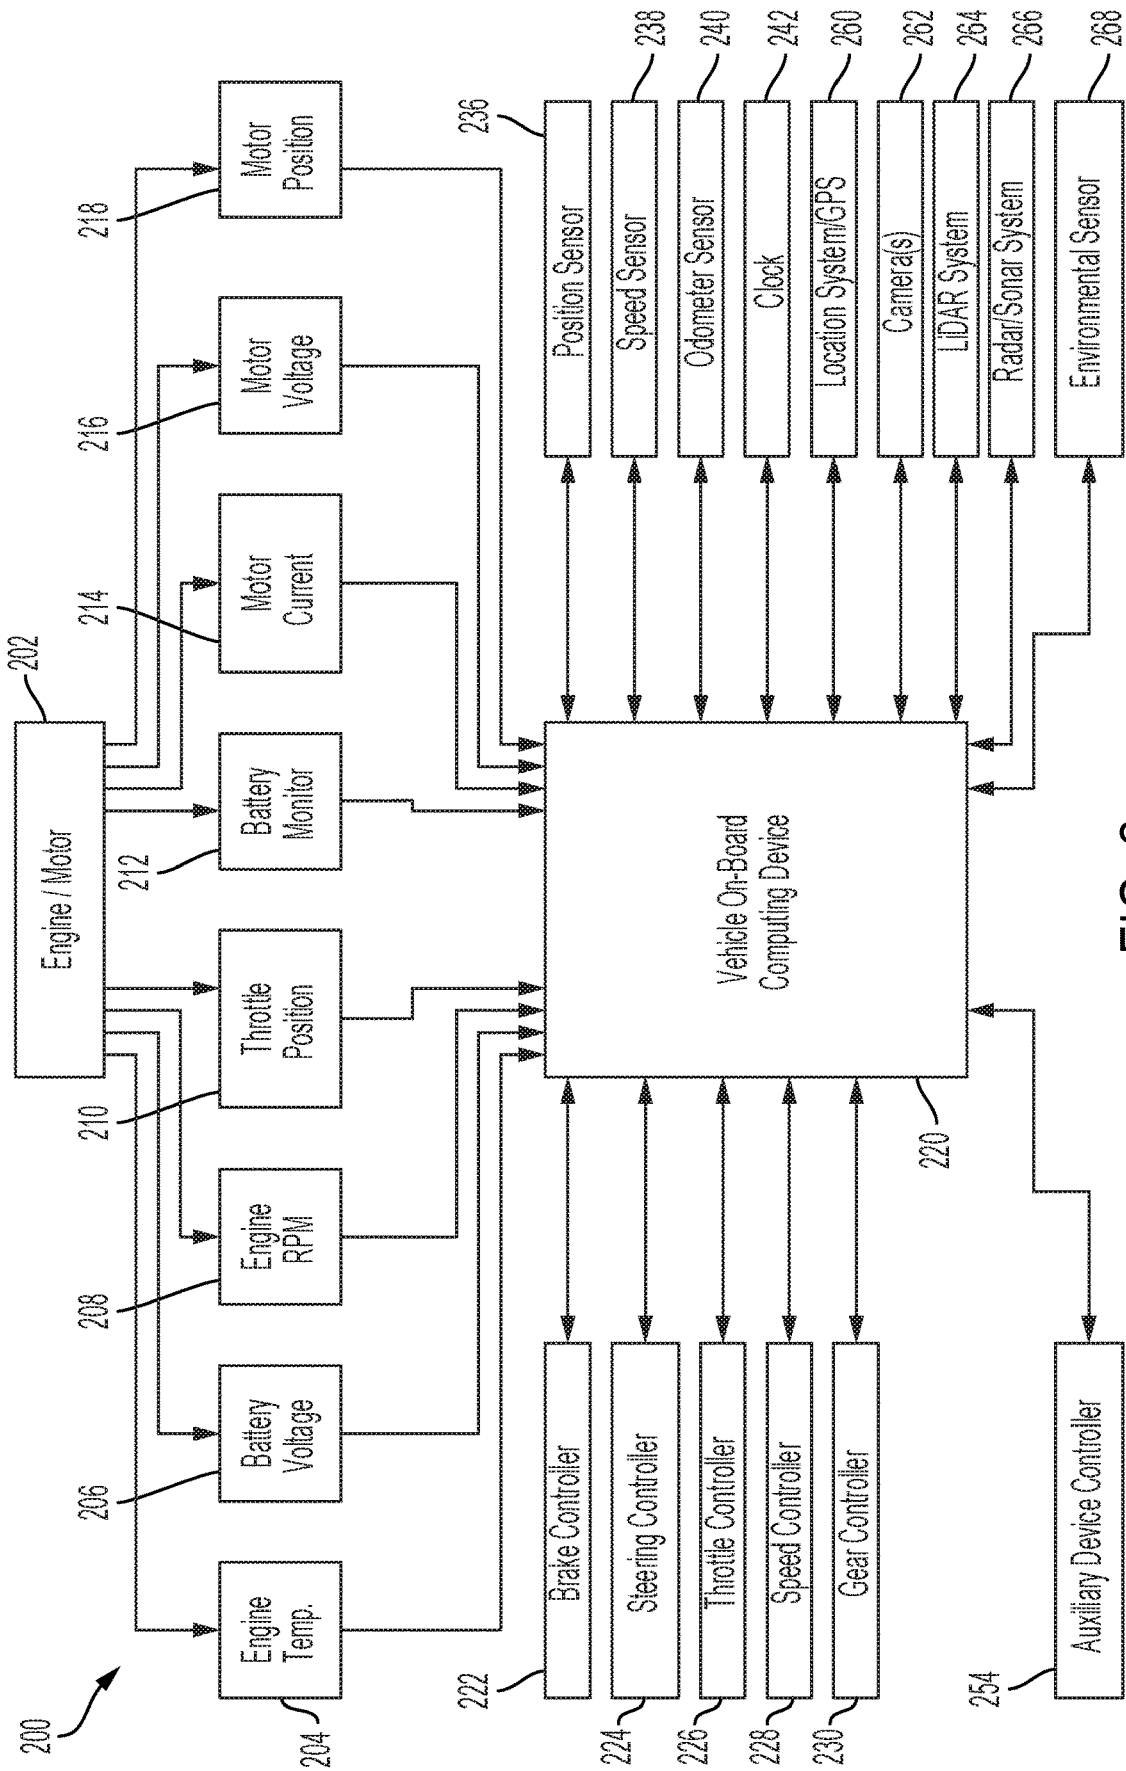 200
Engine / Motor
202
Engine
Temp.
204
Battery
Voltage
206
Engine
RPM
208
Throttle
Position
210
Battery
Monitor
212
Motor
Current
214
Motor
Voltage
216
Motor
Position
218
Vehicle On-Board
Computing Device
220
Brake Controller
222
Steering Controller
224
Throttle Controller
226
Speed Controller
228
Gear Controller
230
Auxiliary Device Controller
254
Position Sensor
236
Speed Sensor
238
Odometer Sensor
240
Clock
242
Location System/GPS
260
Camera(s)
262
LiDAR System
264
Radar/Sonar System
266
Environmental Sensor
268